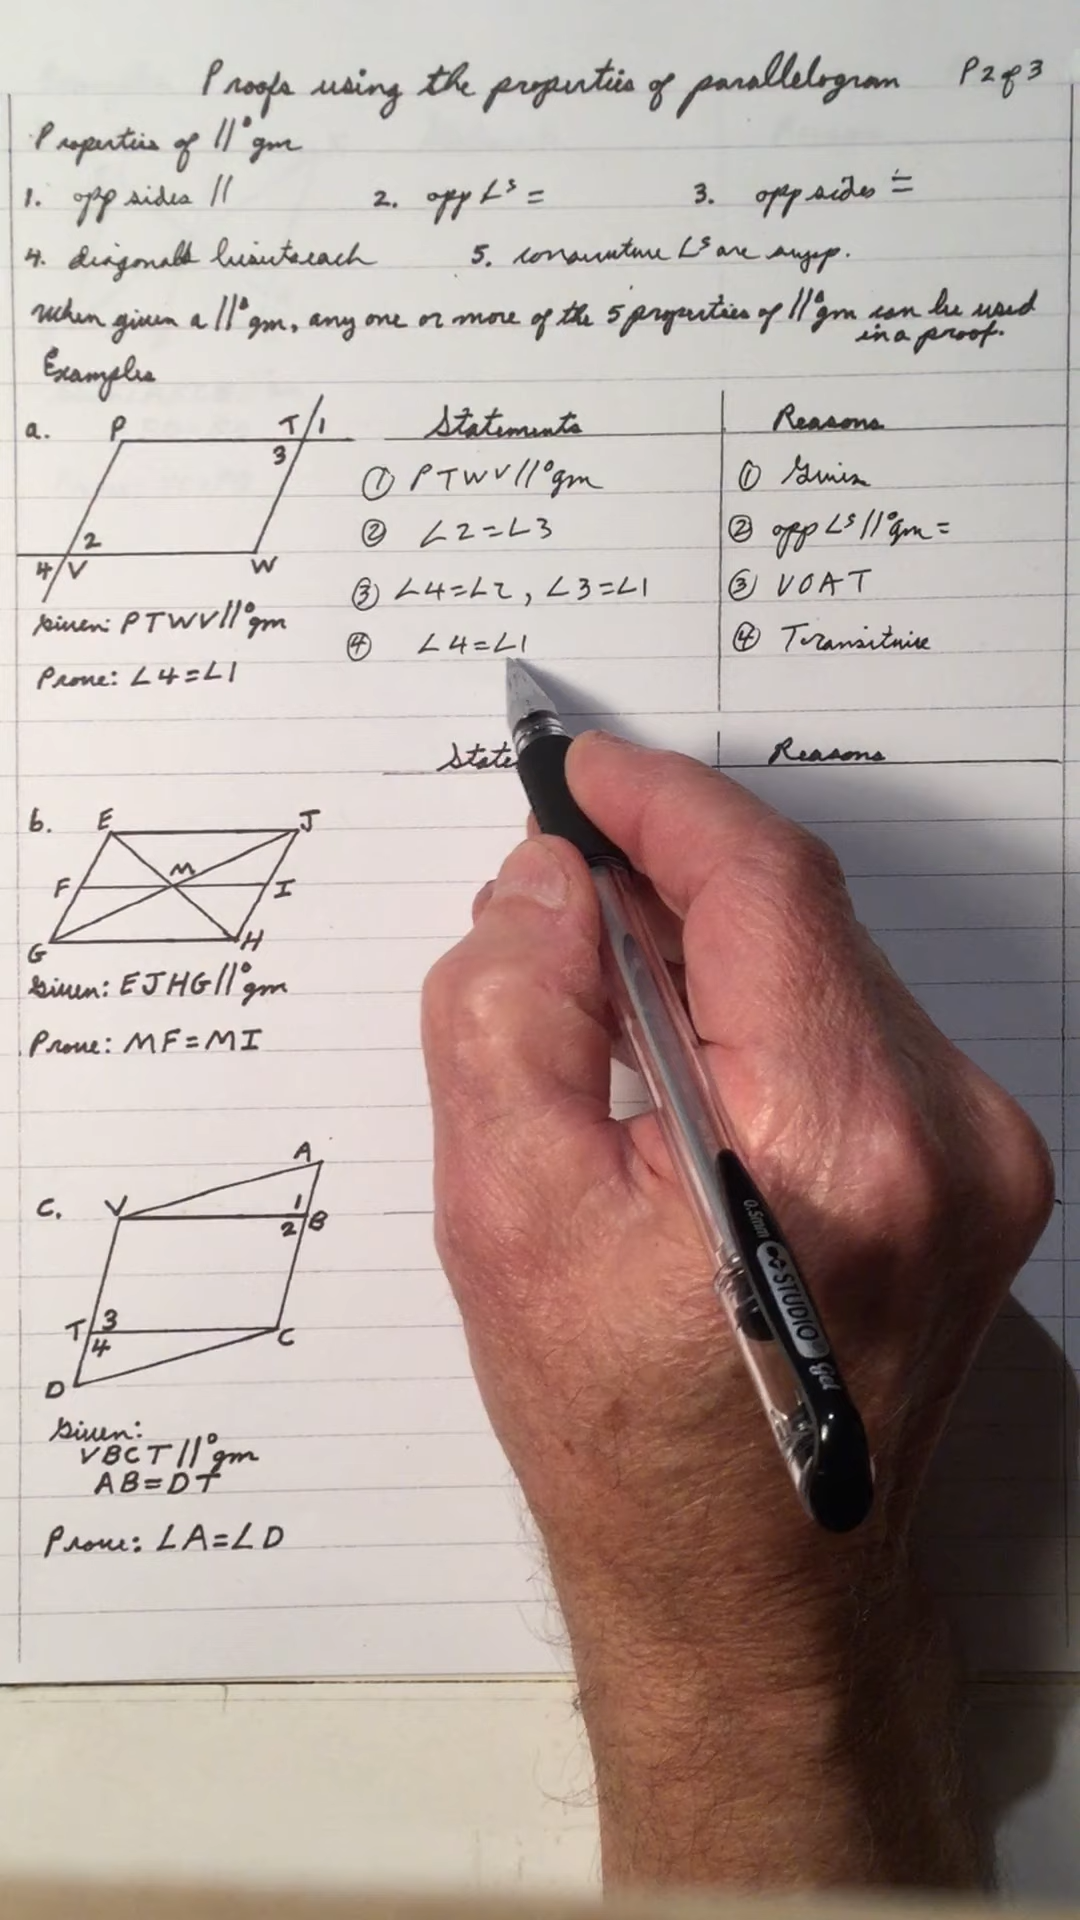 Proofs using the properties of parallelogram P 2 of 3
Properties of //°gm
1. opp sides // 2. opp ∠s = 3. opp sides =
4. diagonals bisects each 5. consecutive ∠s are supp.
When given a //°gm, any one or more of the 5 properties of //°gm can be used
in a proof.
Examples
a. P T 1 3 2 4 V W
Statements Reasons
① PTWV//°gm ① Given
② ∠2=∠3 ② opp ∠s //°gm =
③ ∠4=∠2, ∠3=∠1 ③ VOAT
④ ∠4=∠1 ④ Transitive
Given: PTWV//°gm
Prove: ∠4=∠1
State Reasons
b. E J M F I G H
Given: EJHG//°gm
Prove: MF=MI
c. A V 1 2 B T 3 4 C D
Given:
VBCT//°gm
AB=DT
Prove: ∠A=∠D
0.5mm STUDIO gel